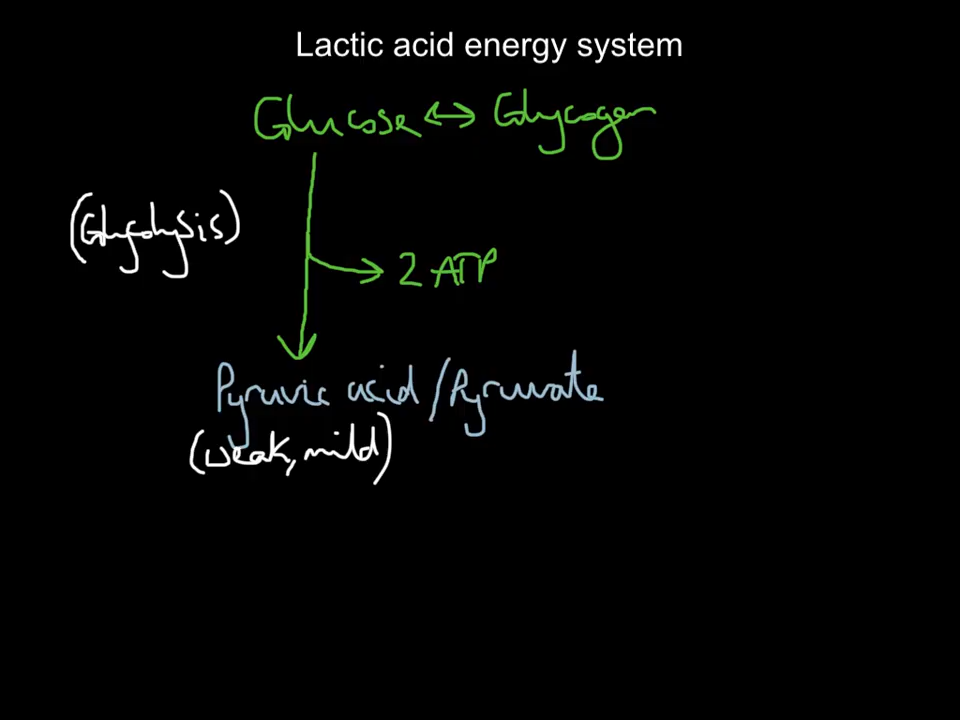 Lactic acid energy system
Glucose ↔ Glycogen
(Glycolysis)
2 ATP
Pyruvic acid / Pyruvate
(weak, mild)